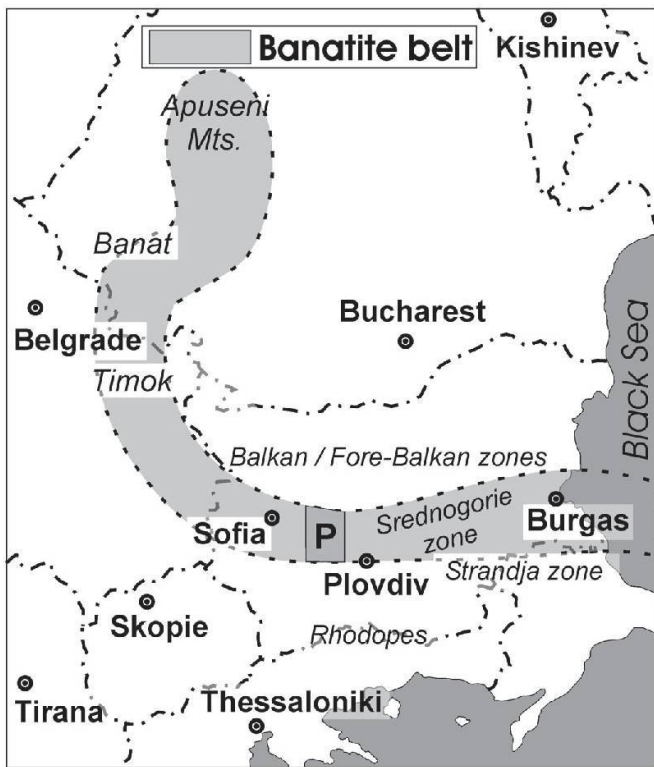 Banatite belt
Kishinev
Apuseni
Mts.
Banat
Belgrade
Bucharest
Timok
Black Sea
Balkan / Fore-Balkan zones
Sofia
P
Srednogorie
zone
Burgas
Plovdiv
Strandja zone
Skopie
Rhodopes
Tirana
Thessaloniki